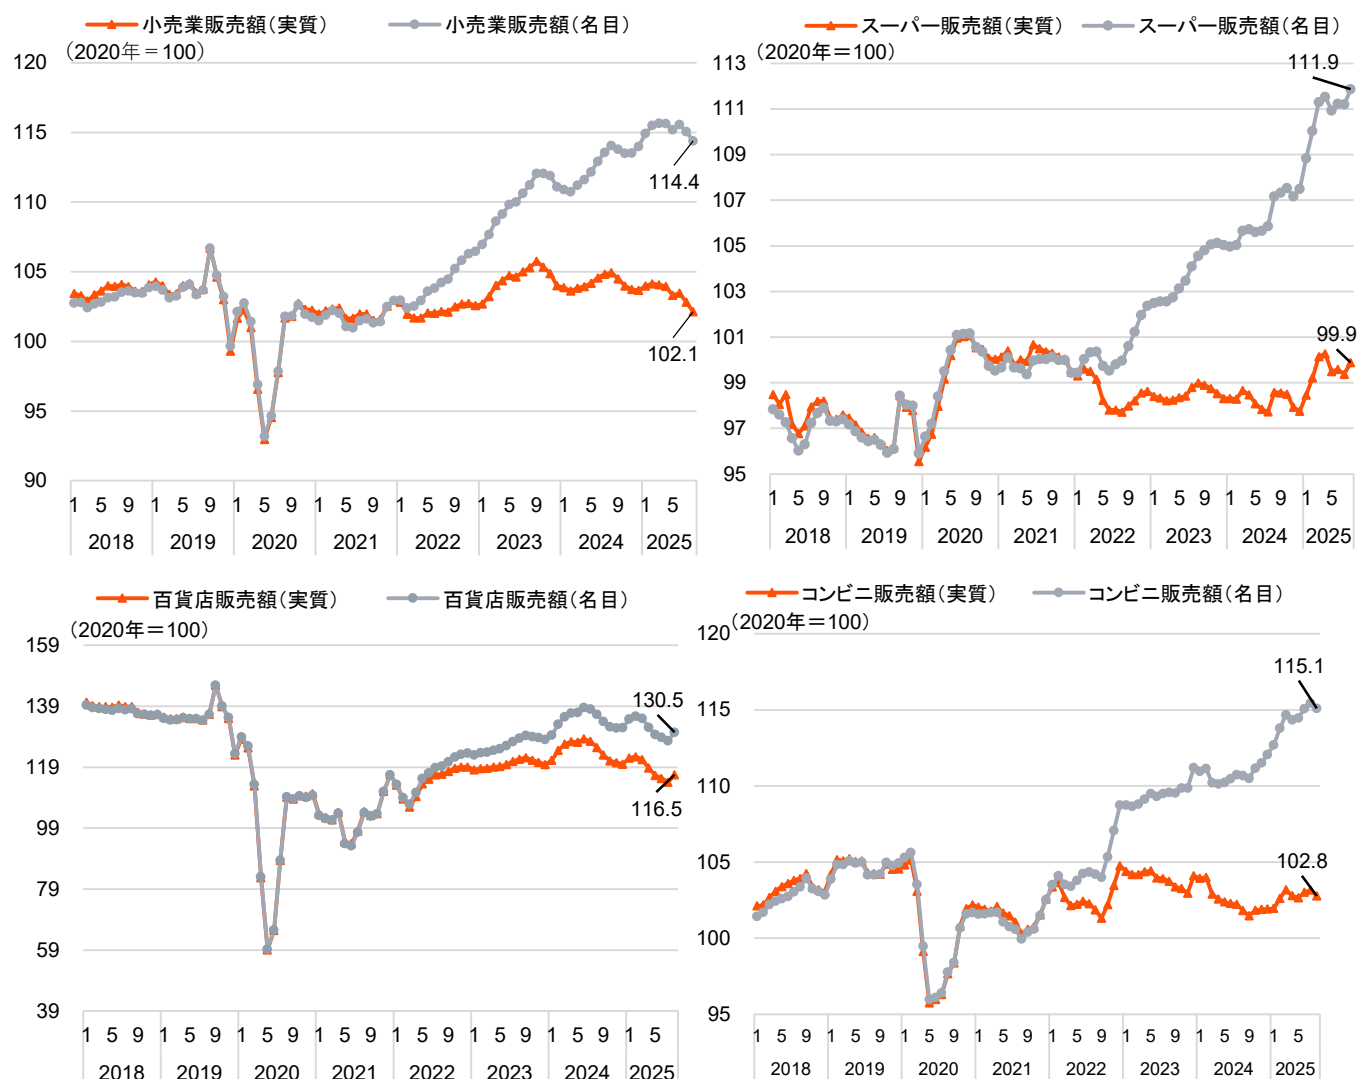 小売業販売額（実質） 小売業販売額（名目）
（2020年＝100）
120
115
110
105
100
95
90
114.4
102.1
1 5 9 1 5 9 1 5 9 1 5 9 1 5 9 1 5 9 1 5 9 1 5
2018 2019 2020 2021 2022 2023 2024 2025
スーパー販売額（実質） スーパー販売額（名目）
（2020年＝100）
113
111
109
107
105
103
101
99
97
95
111.9
99.9
1 5 9 1 5 9 1 5 9 1 5 9 1 5 9 1 5 9 1 5 9 1 5
2018 2019 2020 2021 2022 2023 2024 2025
百貨店販売額（実質） 百貨店販売額（名目）
（2020年＝100）
159
139
119
99
79
59
39
130.5
116.5
1 5 9 1 5 9 1 5 9 1 5 9 1 5 9 1 5 9 1 5 9 1 5
2018 2019 2020 2021 2022 2023 2024 2025
コンビニ販売額（実質） コンビニ販売額（名目）
（2020年＝100）
120
115
110
105
100
95
115.1
102.8
1 5 9 1 5 9 1 5 9 1 5 9 1 5 9 1 5 9 1 5 9 1 5
2018 2019 2020 2021 2022 2023 2024 2025